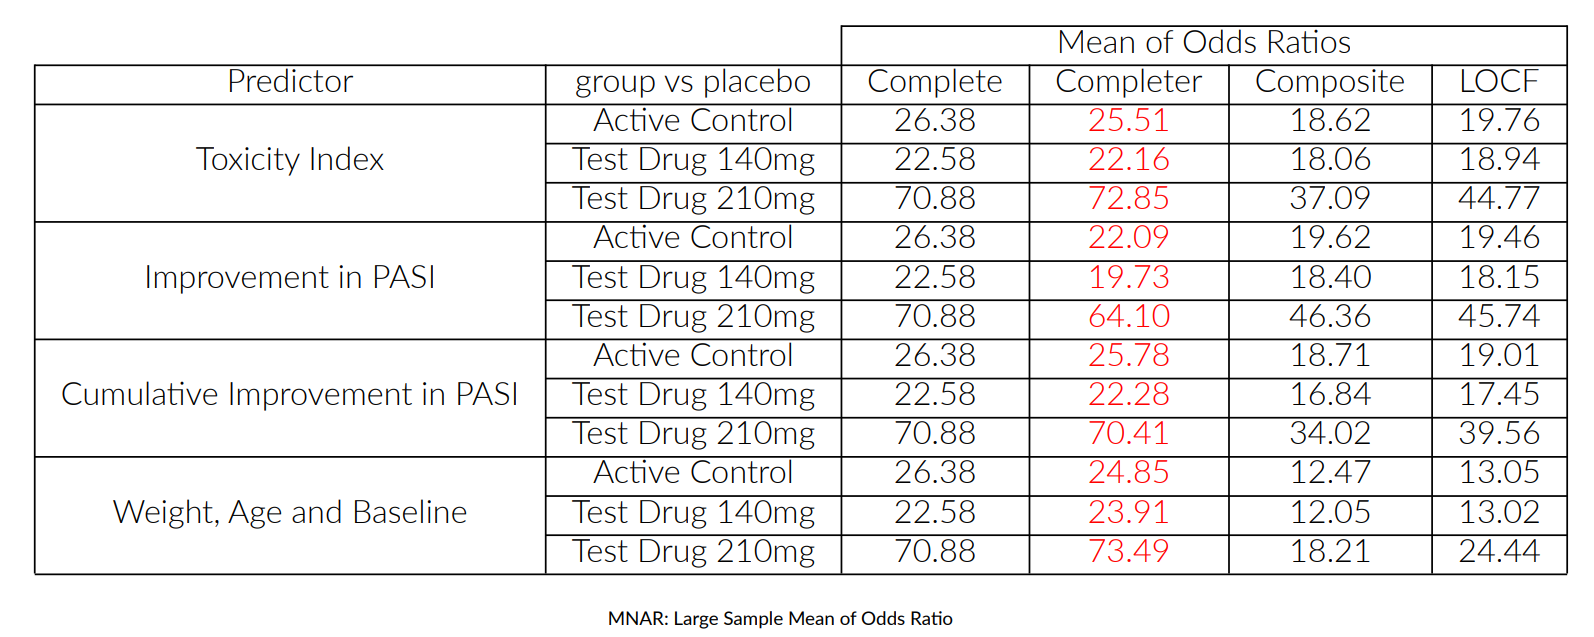 Mean of Odds Ratios
Predictor group vs placebo Complete Completer Composite LOCF
Active Control 26.38 25.51 18.62 19.76
Toxicity Index Test Drug 140mg 22.58 22.16 18.06 18.94
Test Drug 210mg 70.88 72.85 37.09 44.77
Active Control 26.38 22.09 19.62 19.46
Improvement in PASI Test Drug 140mg 22.58 19.73 18.40 18.15
Test Drug 210mg 70.88 64.10 46.36 45.74
Active Control 26.38 25.78 18.71 19.01
Cumulative Improvement in PASI Test Drug 140mg 22.58 22.28 16.84 17.45
Test Drug 210mg 70.88 70.41 34.02 39.56
Active Control 26.38 24.85 12.47 13.05
Weight, Age and Baseline Test Drug 140mg 22.58 23.91 12.05 13.02
Test Drug 210mg 70.88 73.49 18.21 24.44
MNAR: Large Sample Mean of Odds Ratio